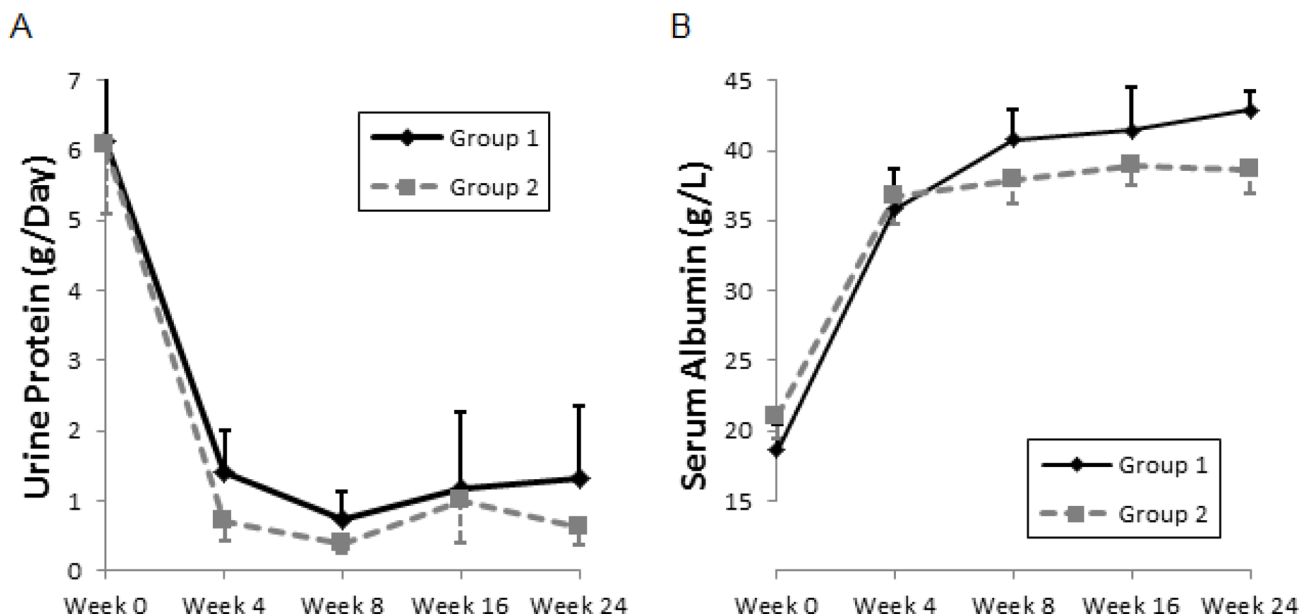 A
Urine Protein (g/Day)
7
6
5
4
3
2
1
0
Group 1
Group 2
Week 0 Week 4 Week 8 Week 16 Week 24
B
Serum Albumin (g/L)
45
40
35
30
25
20
15
Group 1
Group 2
Week 0 Week 4 Week 8 Week 16 Week 24